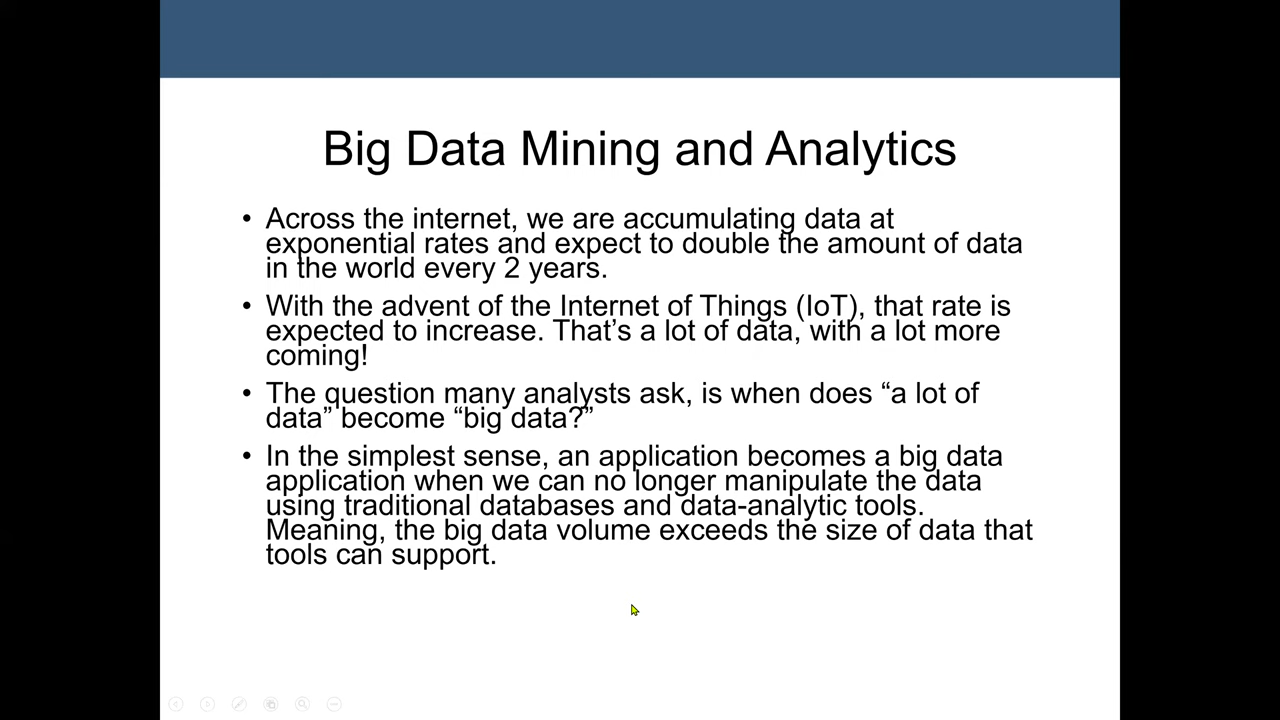 Big Data Mining and Analytics
• Across the internet, we are accumulating data at
exponential rates and expect to double the amount of data
in the world every 2 years.
• With the advent of the Internet of Things (IoT), that rate is
expected to increase. That’s a lot of data, with a lot more
coming!
• The question many analysts ask, is when does “a lot of
data” become “big data?”
• In the simplest sense, an application becomes a big data
application when we can no longer manipulate the data
using traditional databases and data-analytic tools.
Meaning, the big data volume exceeds the size of data that
tools can support.